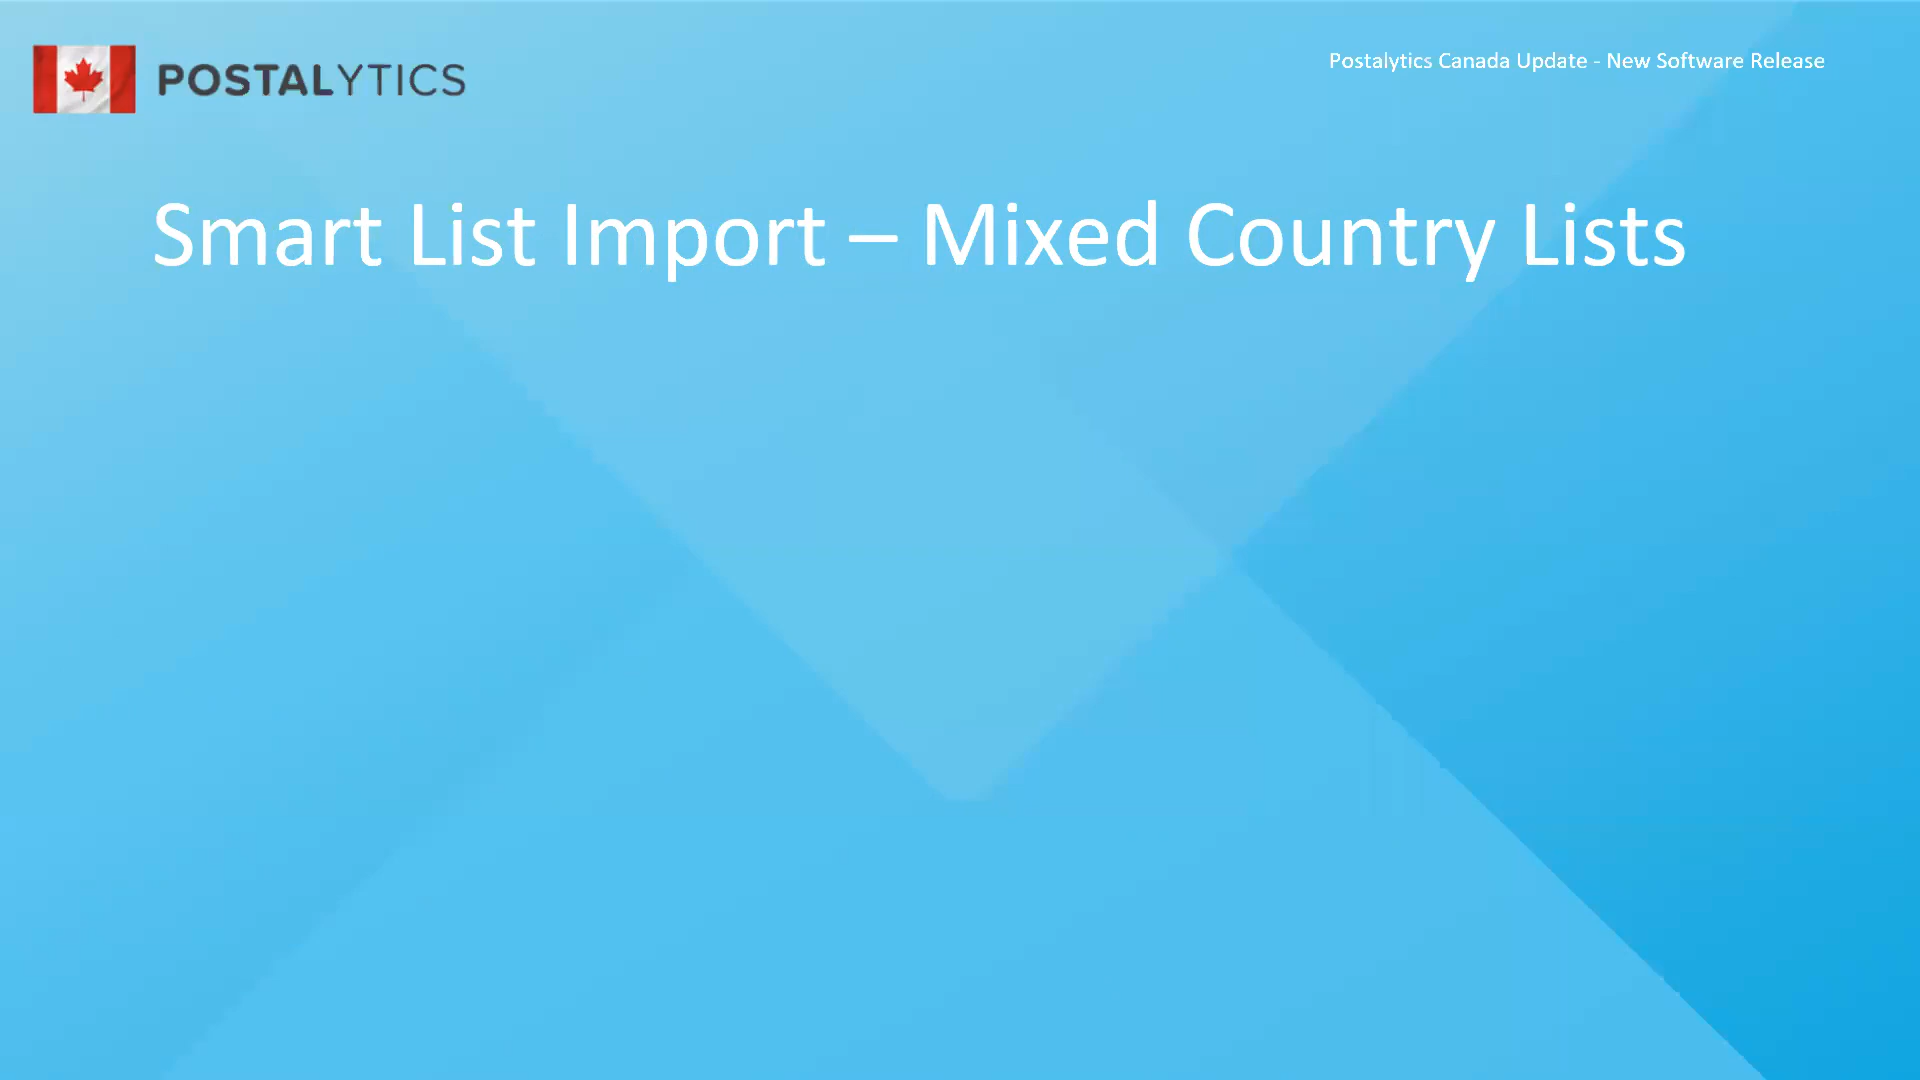 POSTALYTICS
Postalytics Canada Update - New Software Release
Smart List Import – Mixed Country Lists